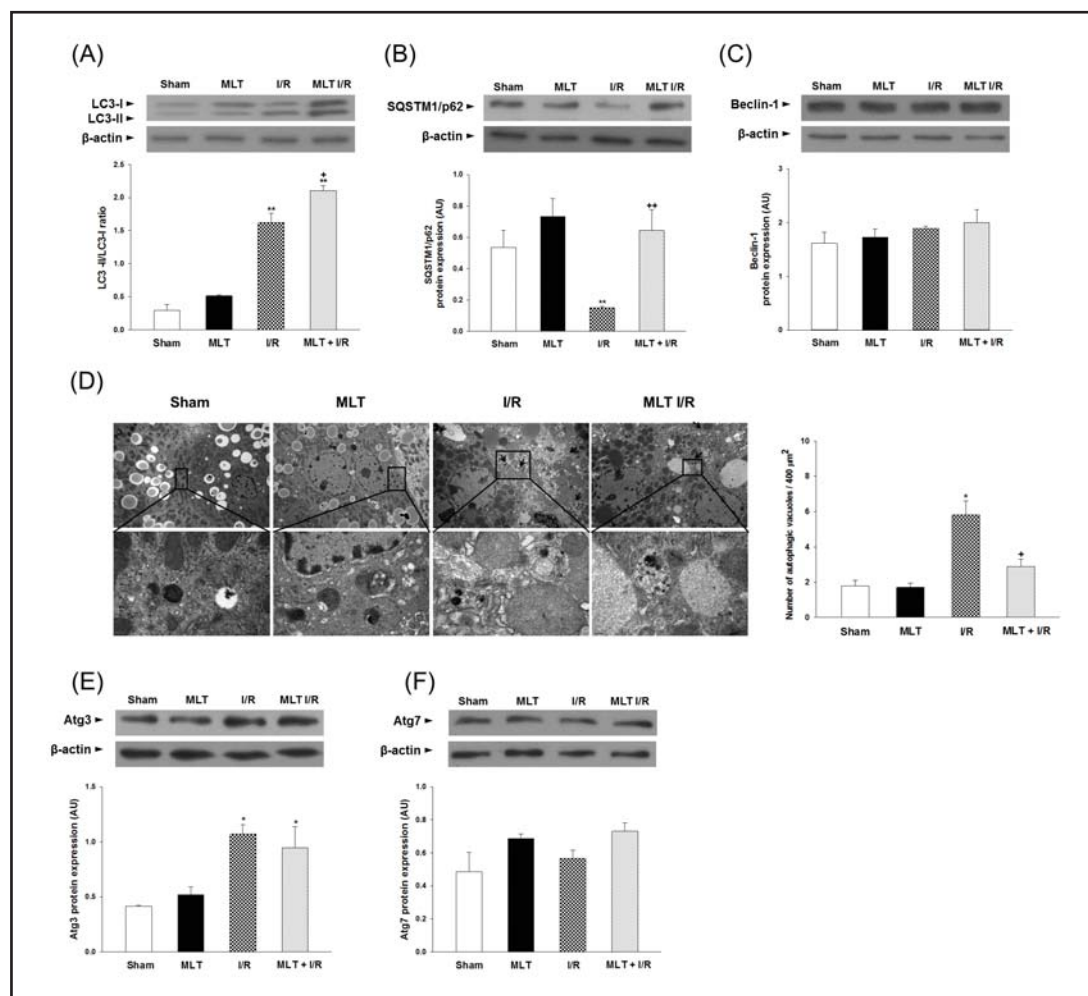 (A)
Sham MLT I/R MLT I/R
LC3-I ►
LC3-II ►
β-actin ►
LC3 -II/LC3-I ratio
2.5
2.0
1.5
1.0
0.5
0.0
**
+
**
Sham MLT I/R MLT + I/R
(B)
Sham MLT I/R MLT I/R
SQSTM1/p62 ►
β-actin ►
SQSTM1/p62
protein expression (AU)
0.8
0.6
0.4
0.2
0.0
**
++
Sham MLT I/R MLT + I/R
(C)
Sham MLT I/R MLT I/R
Beclin-1 ►
β-actin ►
Beclin-1
protein expression (AU)
3
2
1
0
Sham MLT I/R MLT + I/R
(D)
Sham MLT I/R MLT I/R
Number of autophagic vacuoles / 400 μm²
10
8
6
4
2
0
*
+
Sham MLT I/R MLT + I/R
(E)
Sham MLT I/R MLT I/R
Atg3 ►
β-actin ►
Atg3 protein expression (AU)
1.5
1.0
0.5
0.0
*
*
Sham MLT I/R MLT + I/R
(F)
Sham MLT I/R MLT I/R
Atg7 ►
β-actin ►
Atg7 protein expression (AU)
1.0
0.8
0.6
0.4
0.2
0.0
Sham MLT I/R MLT + I/R